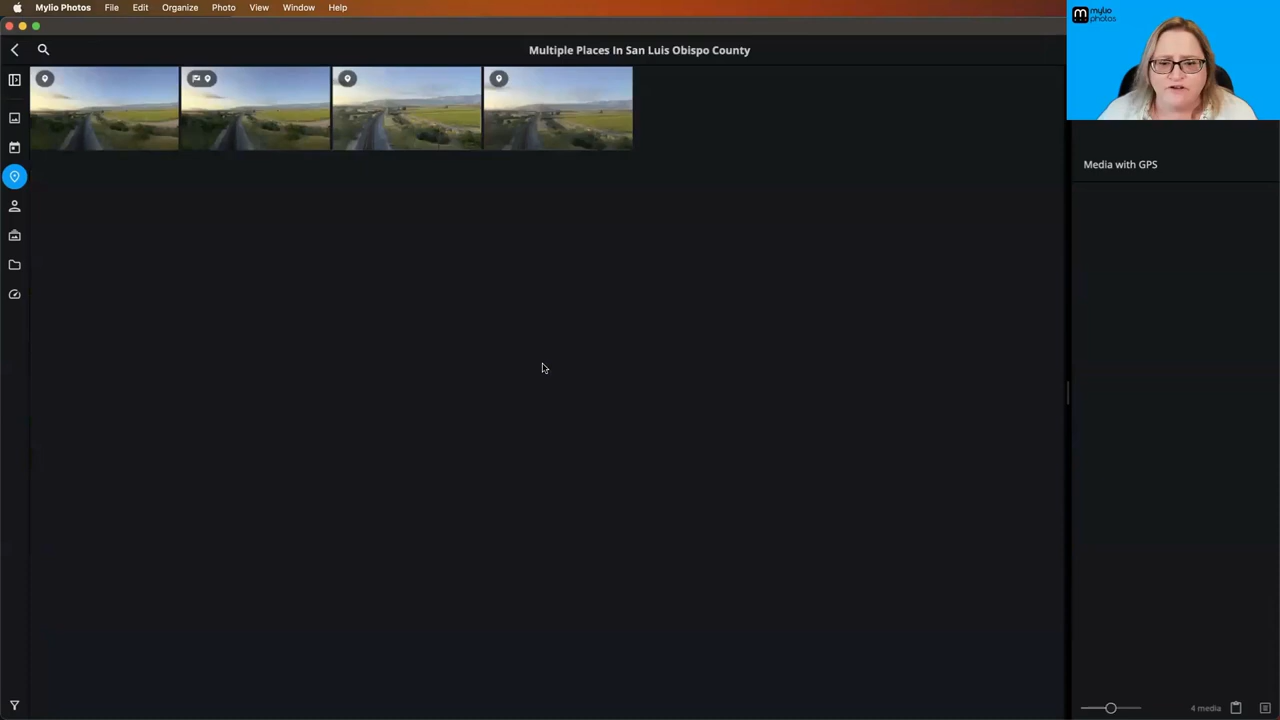 Mylio Photos File Edit Organize Photo View Window Help
mylio
photos
Multiple Places In San Luis Obispo County
Media with GPS
4 media